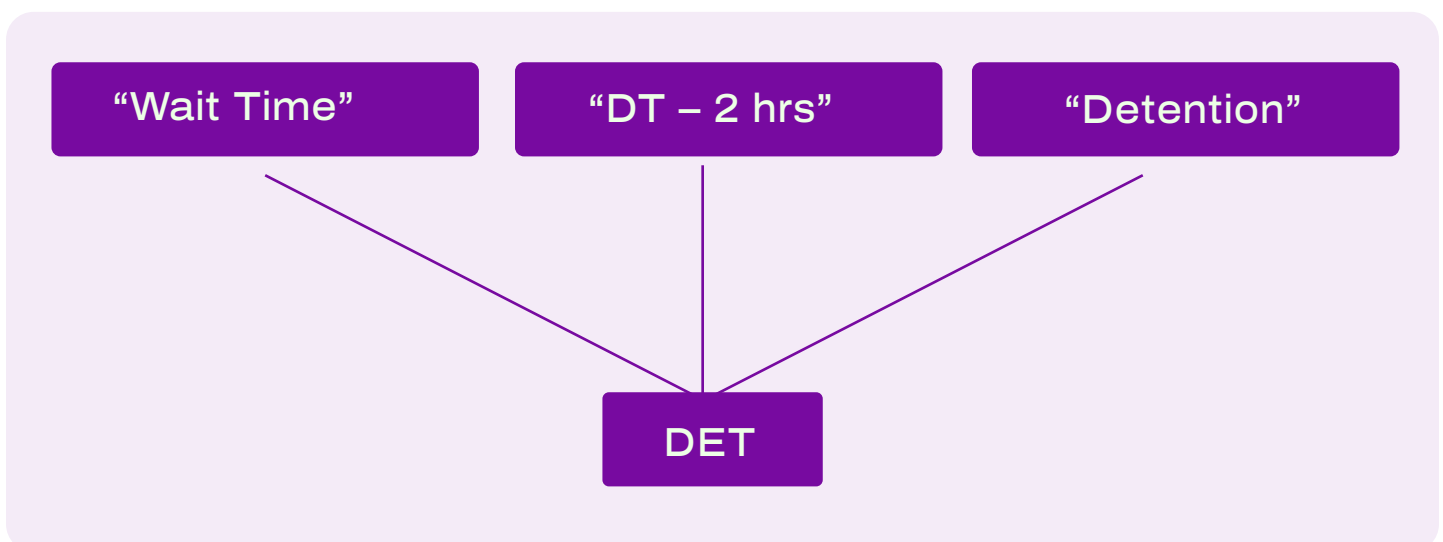 “Wait Time”
“DT – 2 hrs”
“Detention”
DET